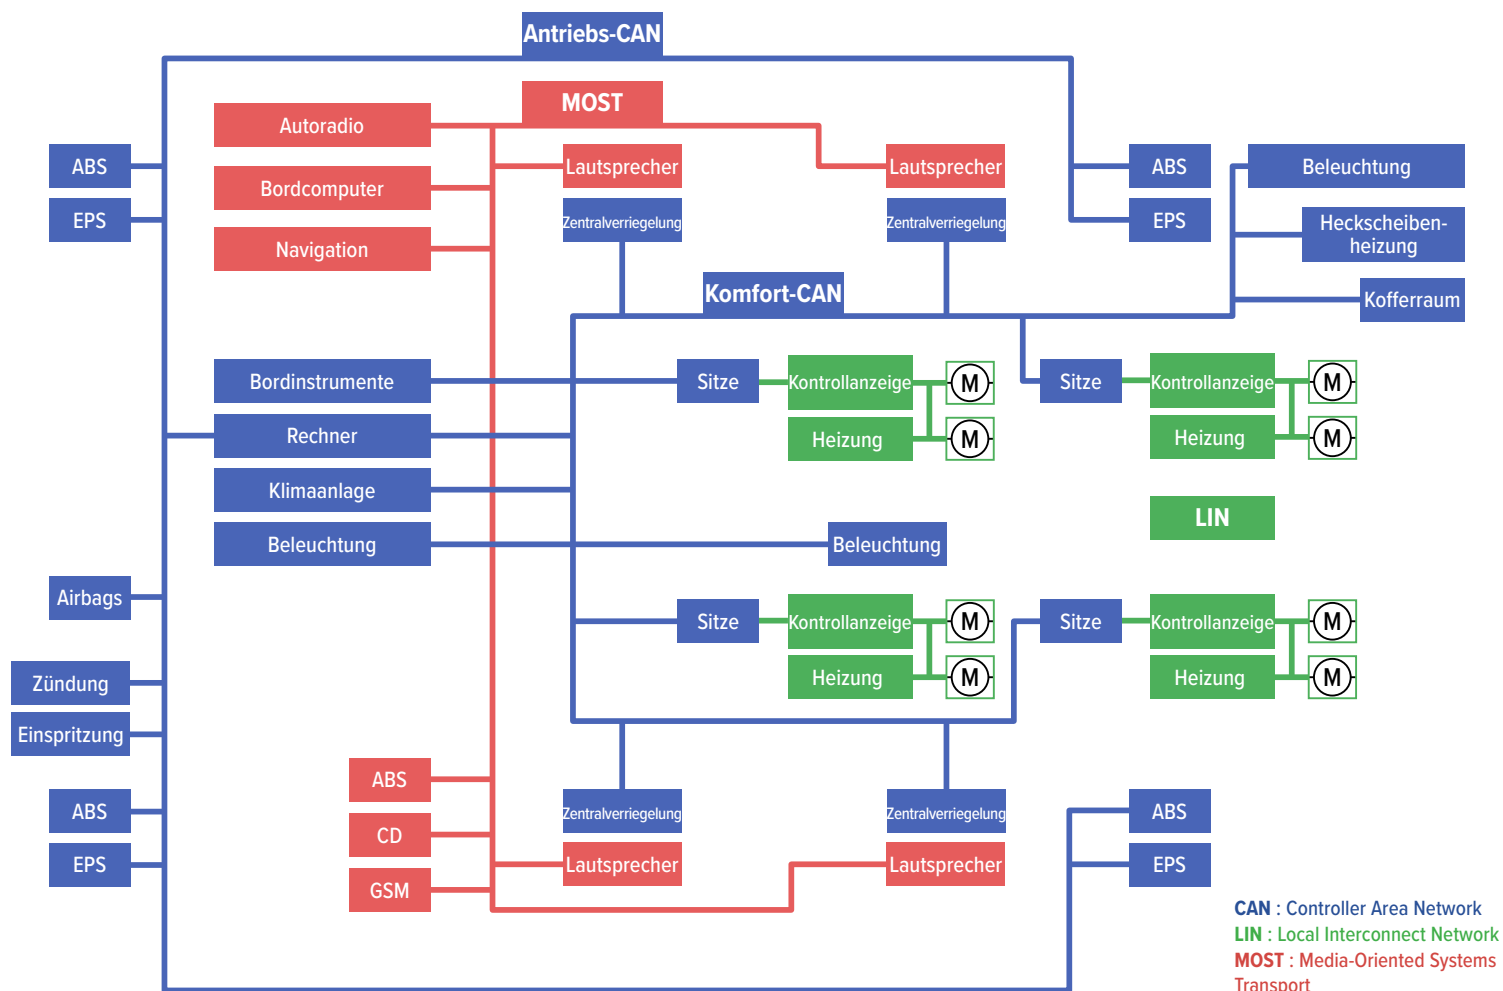 Antriebs-CAN
MOST
Autoradio
ABS
Lautsprecher
Lautsprecher
ABS
Beleuchtung
Bordcomputer
EPS
Zentralverriegelung
Zentralverriegelung
EPS
Heckscheiben-
heizung
Navigation
Komfort-CAN
Kofferraum
Bordinstrumente
Sitze
Kontrollanzeige
M
Sitze
Kontrollanzeige
M
Rechner
Heizung
M
Heizung
M
Klimaanlage
LIN
Beleuchtung
Beleuchtung
Airbags
Sitze
Kontrollanzeige
M
Sitze
Kontrollanzeige
M
Zündung
Heizung
M
Heizung
M
Einspritzung
ABS
ABS
Zentralverriegelung
Zentralverriegelung
ABS
CD
EPS
Lautsprecher
Lautsprecher
EPS
GSM
CAN : Controller Area Network
LIN : Local Interconnect Network
MOST : Media-Oriented Systems
Transport